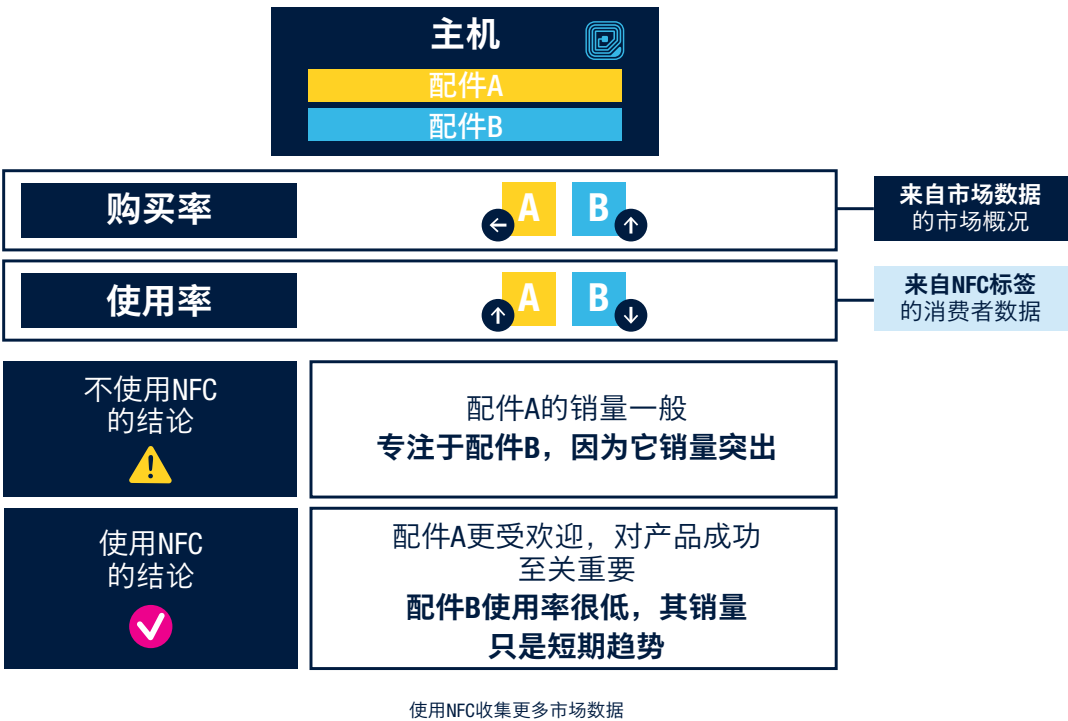 主机
配件A
配件B
购买率
A
B
来自市场数据
的市场概况
使用率
A
B
来自NFC标签
的消费者数据
不使用NFC
的结论
配件A的销量一般
专注于配件B，因为它销量突出
使用NFC
的结论
配件A更受欢迎，对产品成功
至关重要
配件B使用率很低，其销量
只是短期趋势
使用NFC收集更多市场数据